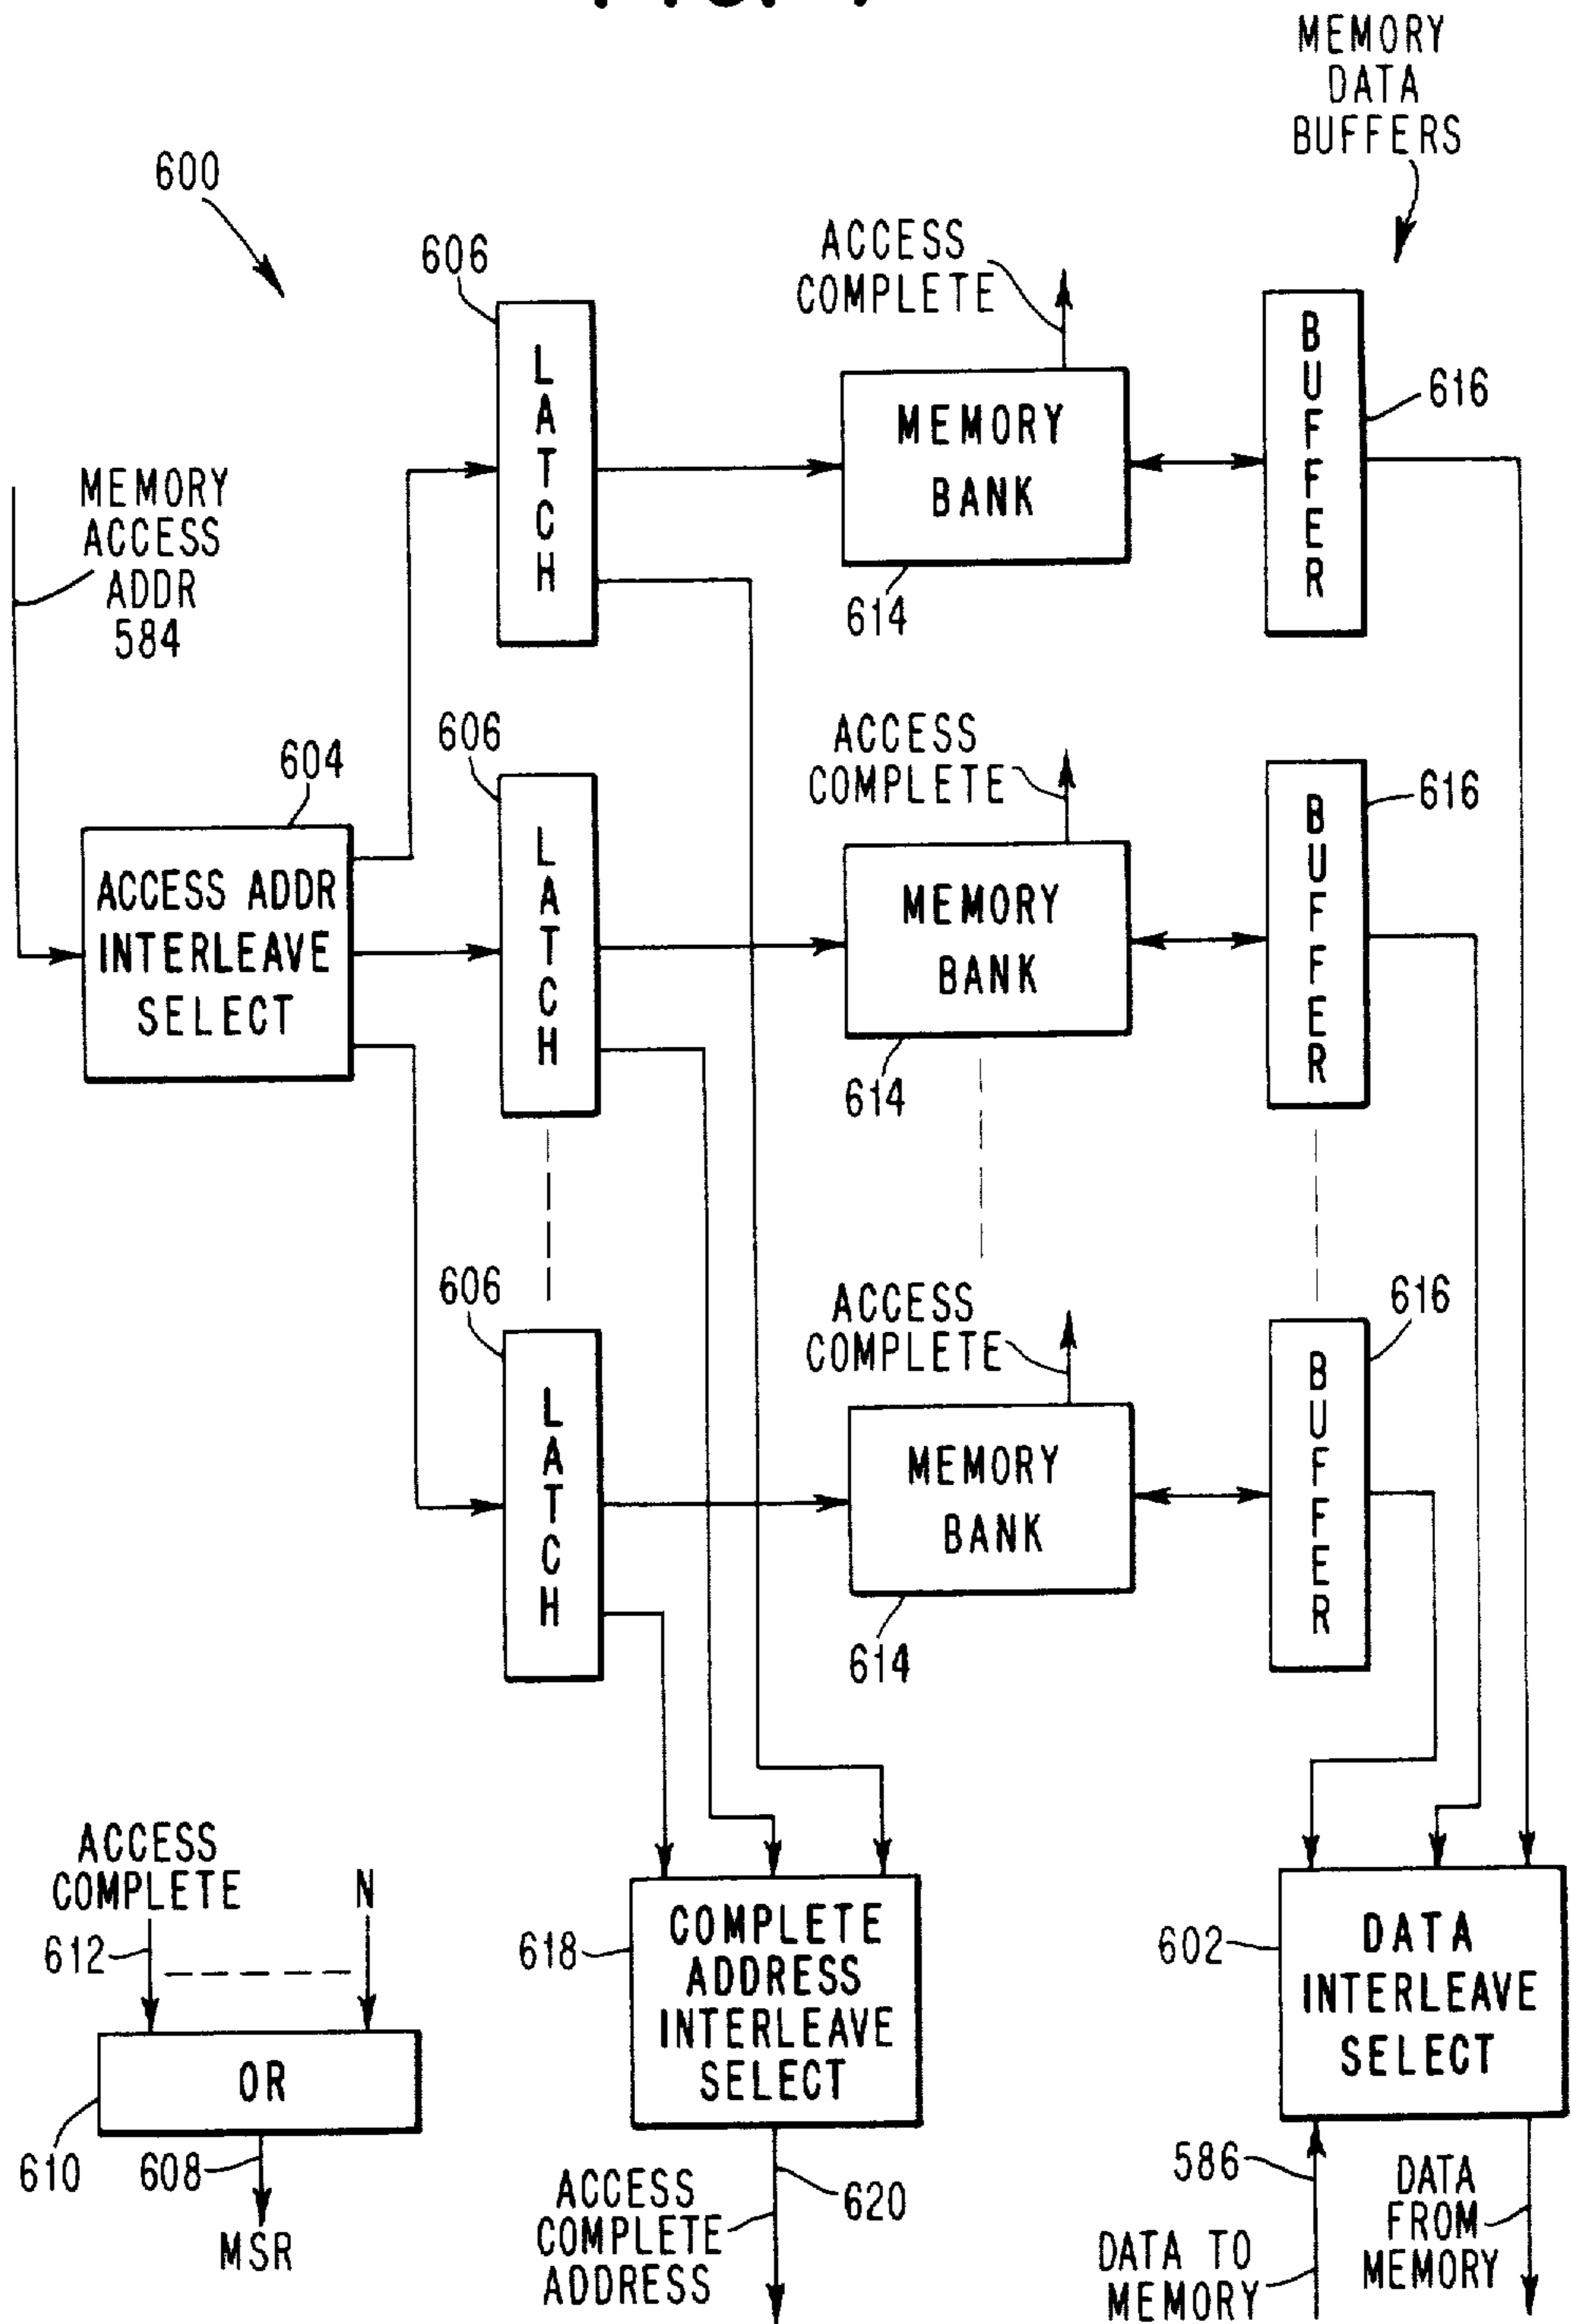 MEMORY
DATA
BUFFERS
600
606
ACCESS
COMPLETE
LATCH
MEMORY
BANK
BUFFER
616
614
MEMORY
ACCESS
ADDR
584
604
ACCESS ADDR
INTERLEAVE
SELECT
606
ACCESS
COMPLETE
LATCH
MEMORY
BANK
BUFFER
616
614
606
ACCESS
COMPLETE
LATCH
MEMORY
BANK
BUFFER
616
614
ACCESS
COMPLETE
N
612
OR
610
608
MSR
618
COMPLETE
ADDRESS
INTERLEAVE
SELECT
620
ACCESS
COMPLETE
ADDRESS
602
DATA
INTERLEAVE
SELECT
586
DATA TO
MEMORY
DATA
FROM
MEMORY